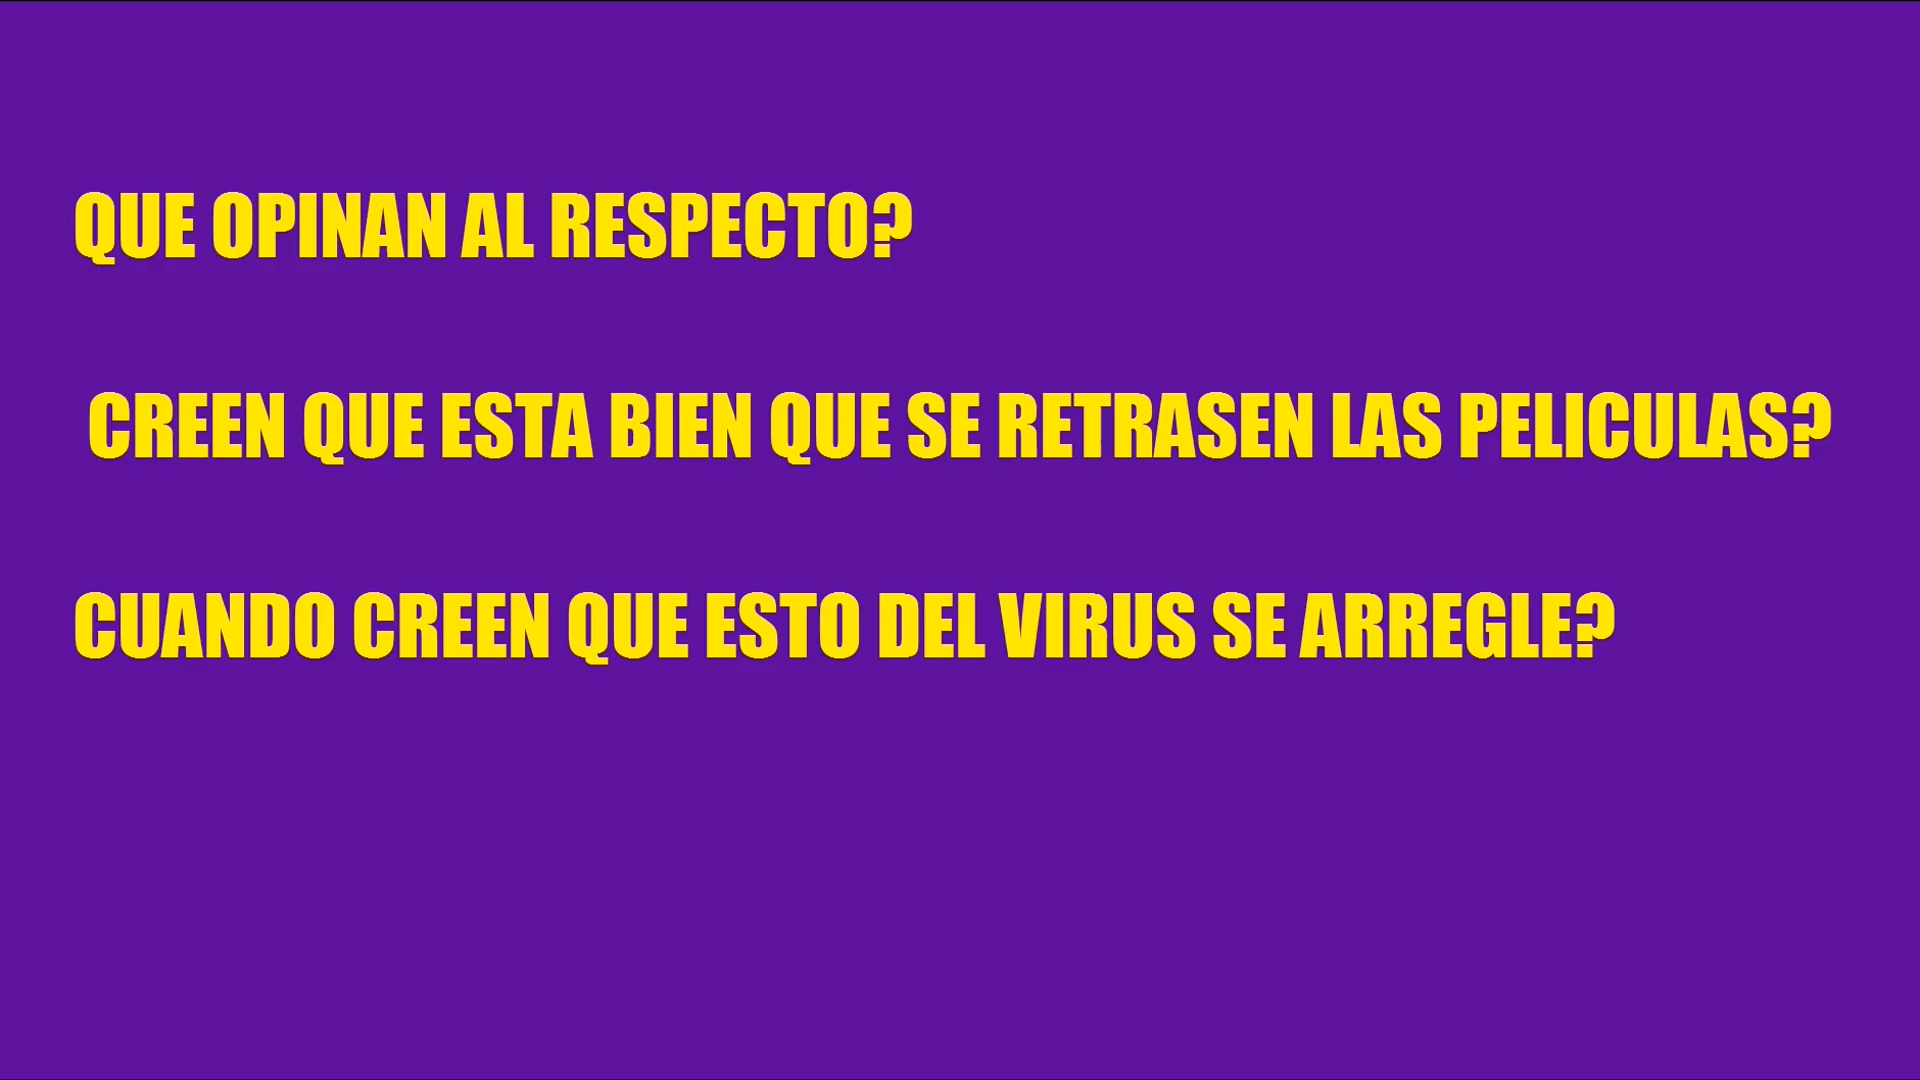 QUE OPINAN AL RESPECTO?
CREEN QUE ESTA BIEN QUE SE RETRASEN LAS PELICULAS?
CUANDO CREEN QUE ESTO DEL VIRUS SE ARREGLE?